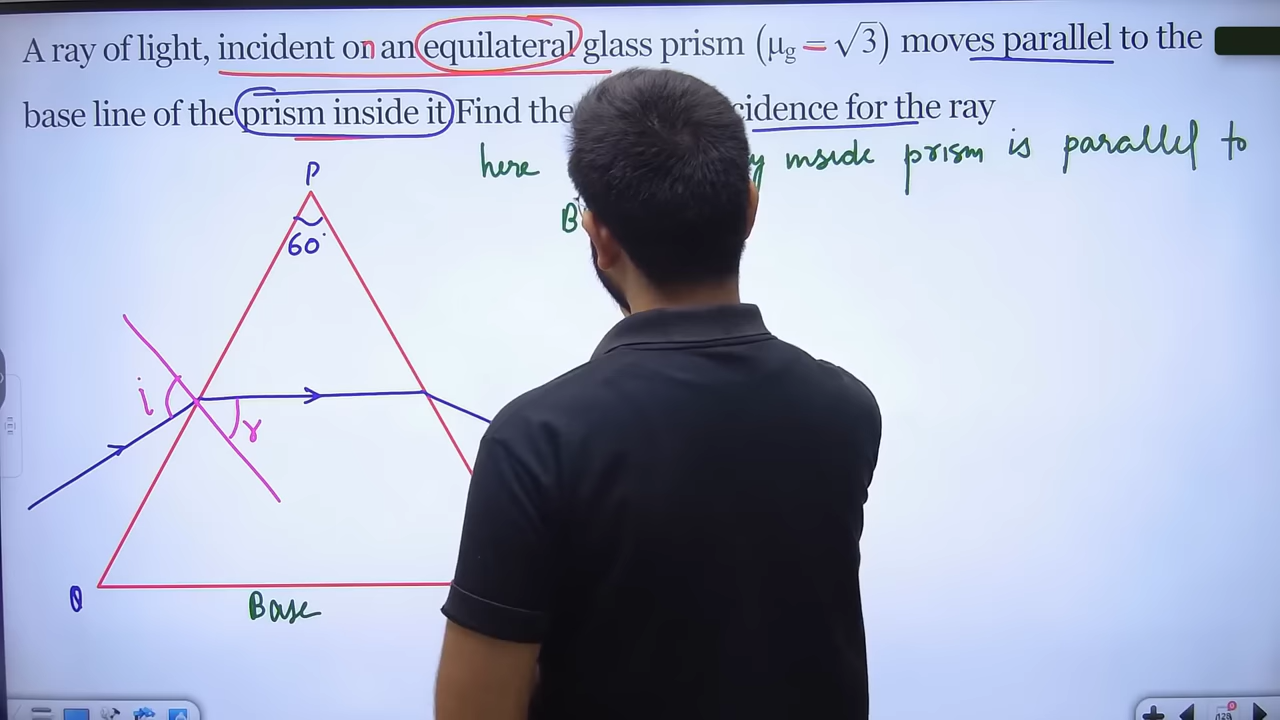 A ray of light, incident on an equilateral glass prism (μg = √3) moves parallel to the
base line of the prism inside it Find the cidence for the ray
here y inside prism is parallel to
B
P
60°
i
r
Q
Base